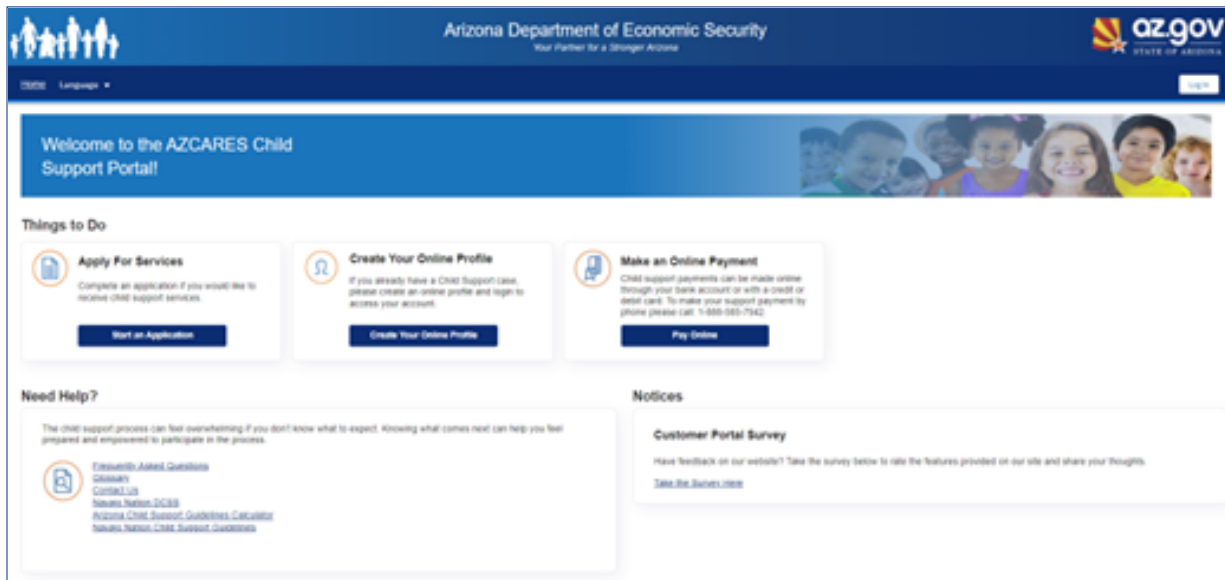 Arizona Department of Economic Security
Your Partner for a Stronger Arizona
az.gov
STATE OF ARIZONA
Home Language
Log In
Welcome to the AZCARES Child
Support Portal!
Things to Do
Apply For Services
Complete an application if you would like to
receive child support services.
Start an Application
Create Your Online Profile
If you already have a Child Support case,
please create an online profile and login to
access your account.
Create Your Online Profile
Make an Online Payment
Child support payments can be made online
through your bank account or with a credit or
debit card. To make your support payment by
phone please call:
Pay Online
Need Help?
The child support process can feel overwhelming if you don't know what to expect. Knowing what comes next can help you feel
prepared and empowered to participate in the process.
Frequently Asked Questions
Glossary
Contact Us
Navajo Nation DCSS
Arizona Child Support Guidelines Calculator
Navajo Nation Child Support Guidelines
Notices
Customer Portal Survey
Have feedback on our website? Take the survey below to rate the features provided on our site and share your thoughts.
Take the Survey Here